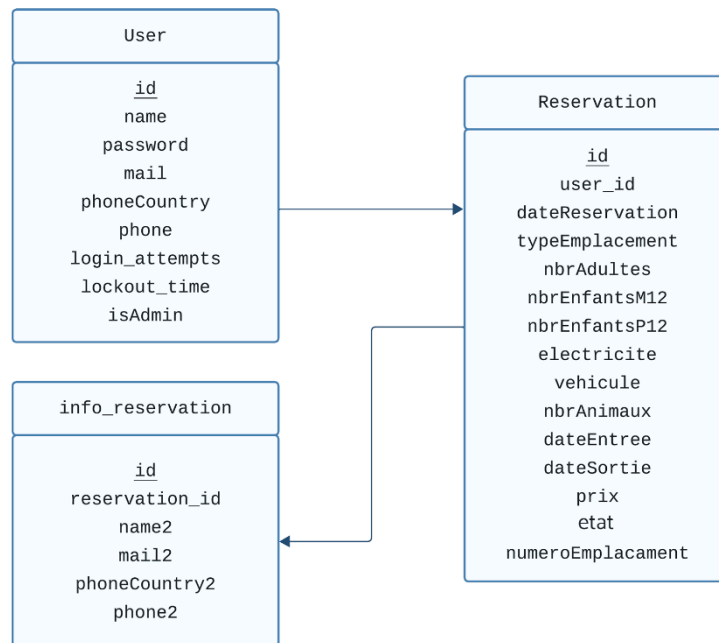 User
id
name
password
mail
phoneCountry
phone
login_attempts
lockout_time
isAdmin
Reservation
id
user_id
dateReservation
typeEmplacement
nbrAdultes
nbrEnfantsM12
nbrEnfantsP12
electricite
vehicule
nbrAnimaux
dateEntree
dateSortie
prix
etat
numeroEmplacament
info_reservation
id
reservation_id
name2
mail2
phoneCountry2
phone2